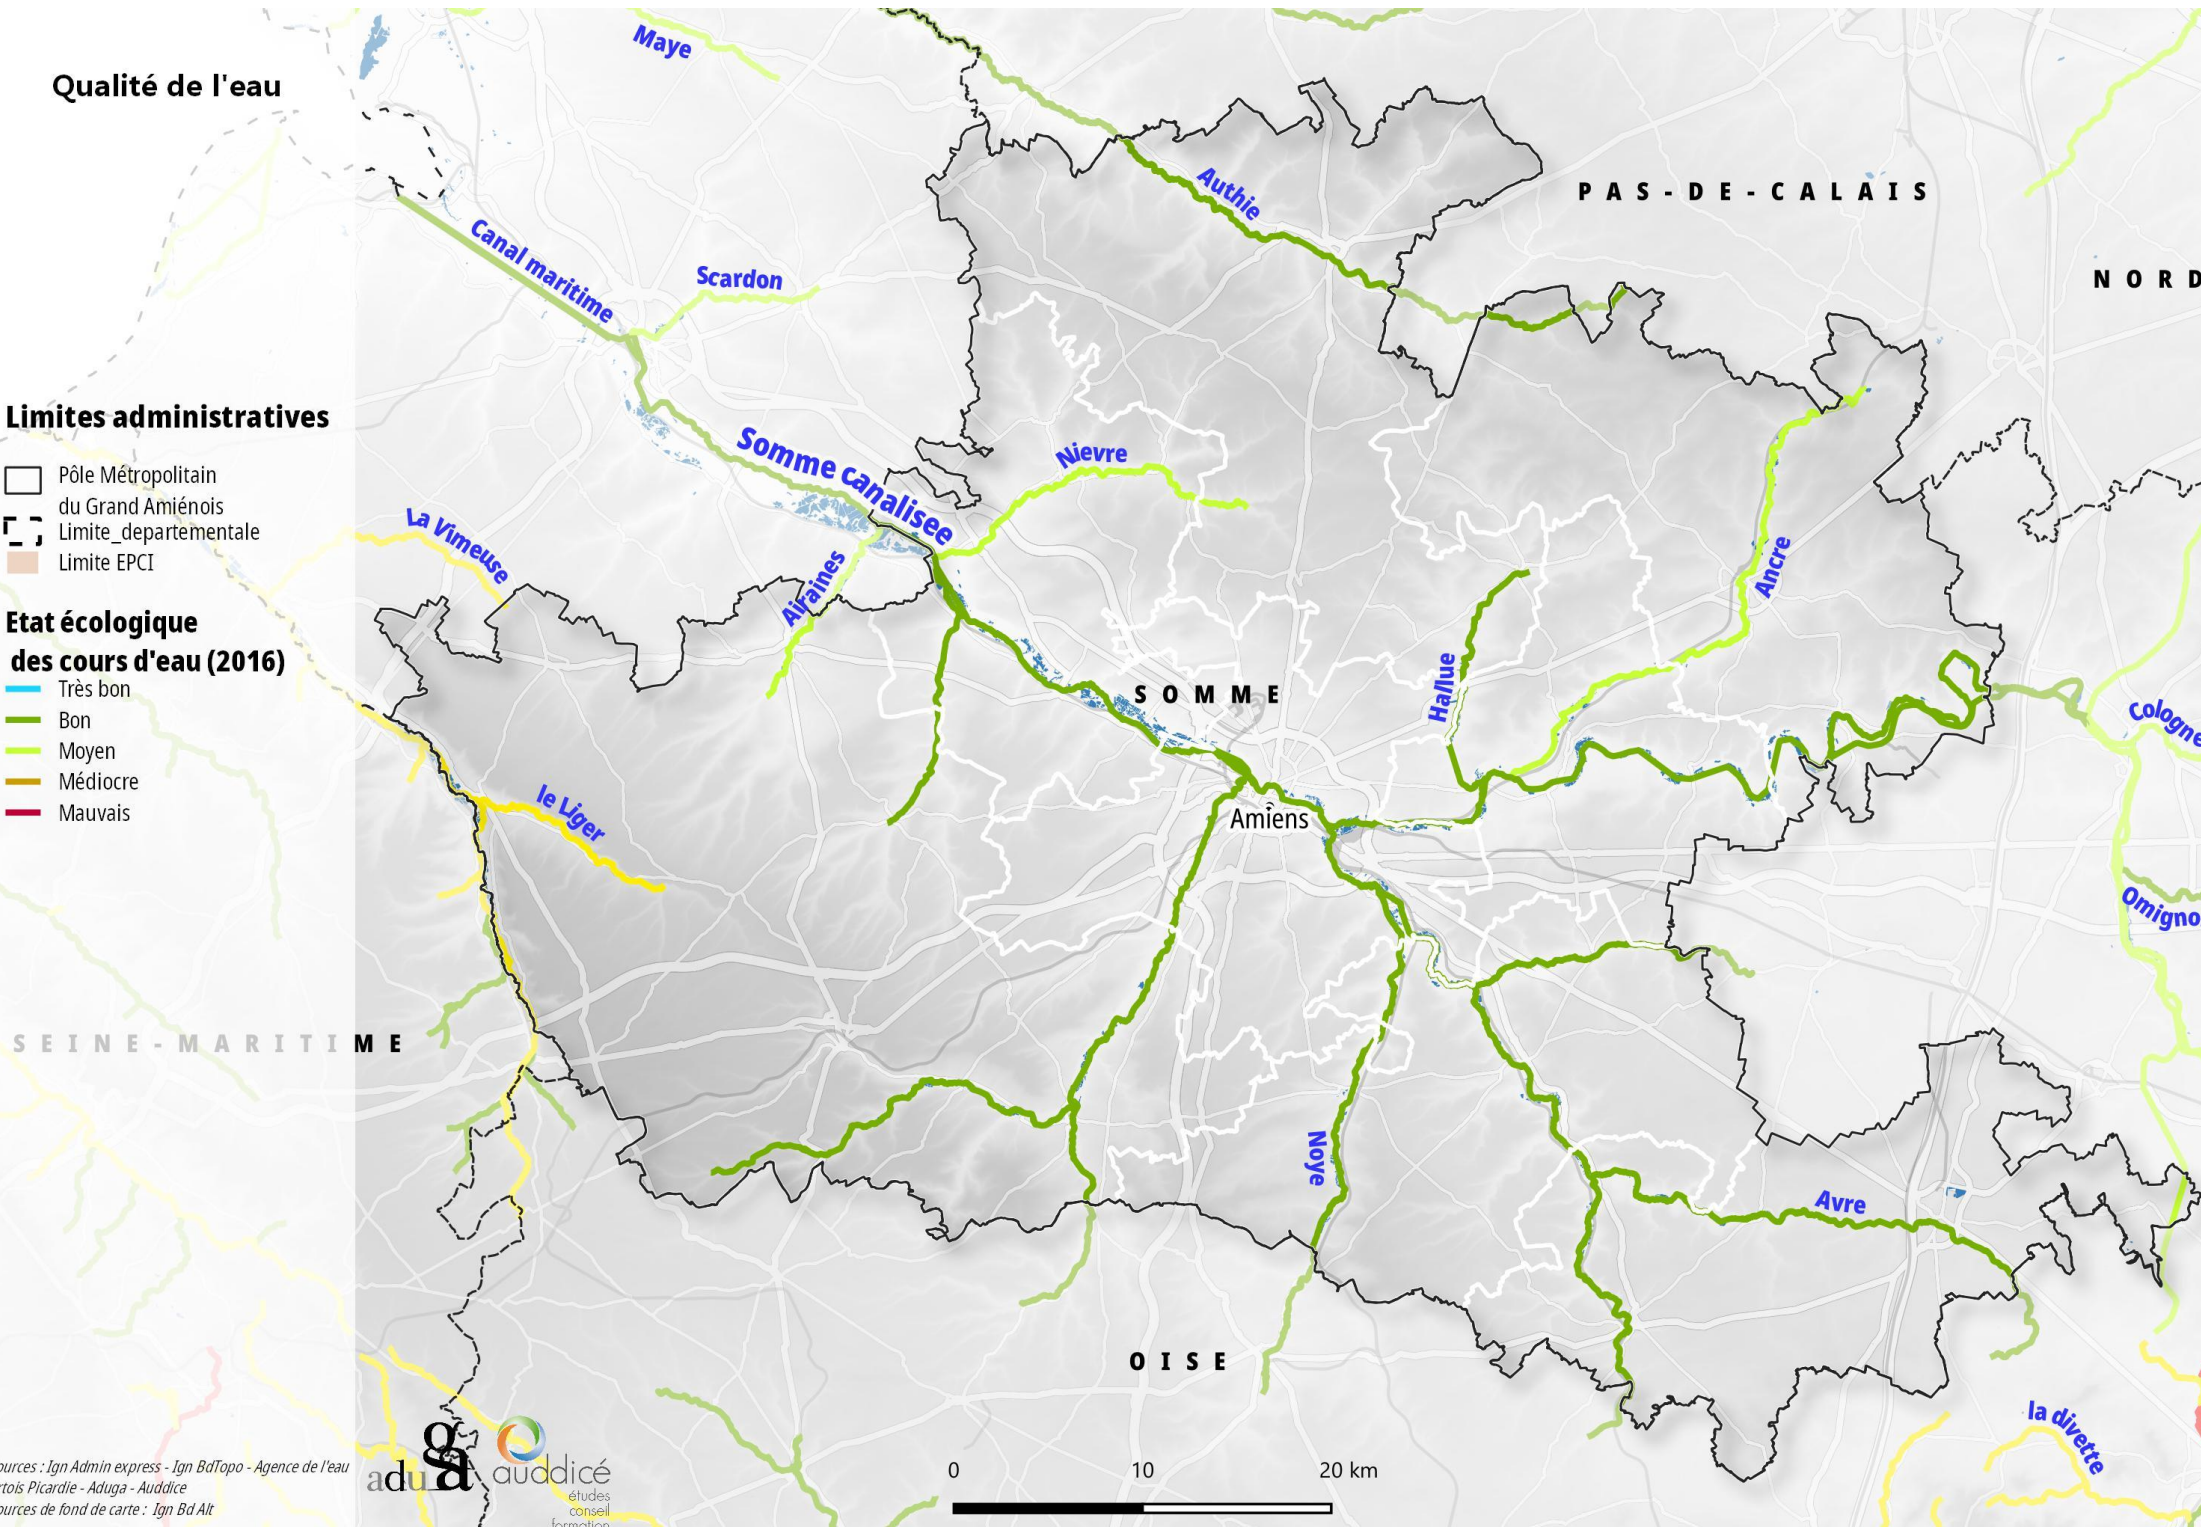 Qualité de l'eau
Maye
Authie
PAS-DE-CALAIS
NORD
Canal maritime
Scardon
Somme canalisee
Nievre
La Vimeuse
Airaines
Ancre
Hallue
SOMME
Amiens
Cologne
Omigno
le Liger
SEINE-MARITIME
Noye
Avre
OISE
la divette
Limites administratives
Pôle Métropolitain
du Grand Amiénois
Limite_departementale
Limite EPCI
Etat écologique
des cours d'eau (2016)
Très bon
Bon
Moyen
Médiocre
Mauvais
0 10 20 km
ources : Ign Admin express - Ign BdTopo - Agence de l'eau
rtois Picardie - Aduga - Auddice
ources de fond de carte : Ign Bd Alt
aduga
auddicé
études
conseil
formation